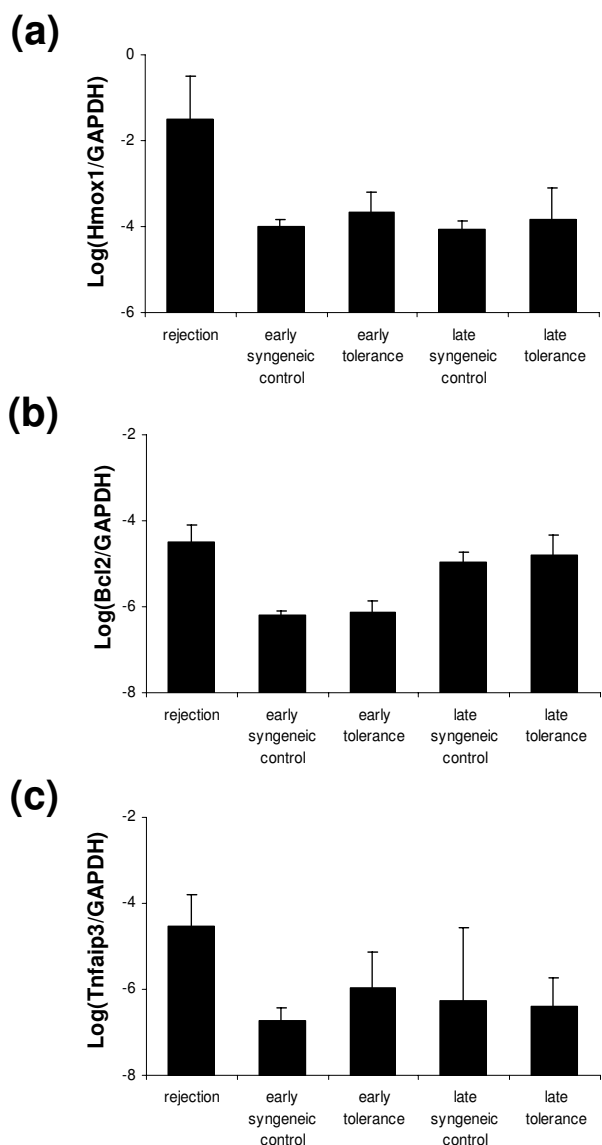 (a)
Log(Hmox1/GAPDH)
0
-2
-4
-6
rejection
early
syngeneic
control
early
tolerance
late
syngeneic
control
late
tolerance
(b)
Log(Bcl2/GAPDH)
-2
-4
-6
-8
rejection
early
syngeneic
control
early
tolerance
late
syngeneic
control
late
tolerance
(c)
Log(Tnfaip3/GAPDH)
-2
-4
-6
-8
rejection
early
syngeneic
control
early
tolerance
late
syngeneic
control
late
tolerance